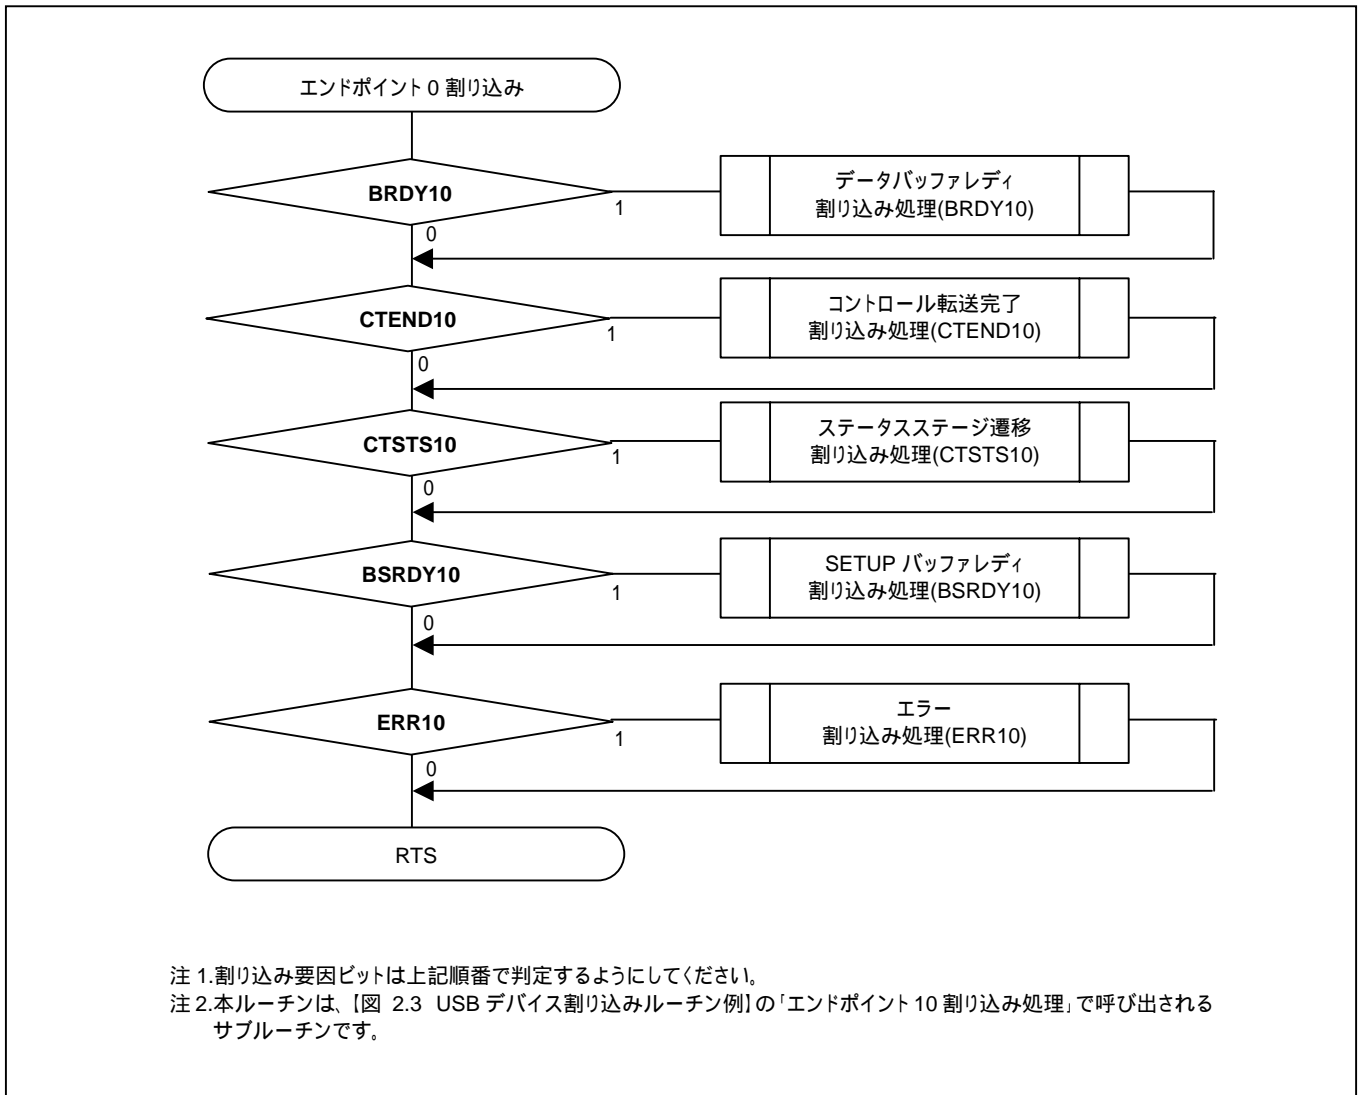 エンドポイント 0 割り込み
BRDY10
1
データバッファレディ
割り込み処理(BRDY10)
0
CTEND10
1
コントロール転送完了
割り込み処理(CTEND10)
0
CTSTS10
1
ステータスステージ遷移
割り込み処理(CTSTS10)
0
BSRDY10
1
SETUP バッファレディ
割り込み処理(BSRDY10)
0
ERR10
1
エラー
割り込み処理(ERR10)
0
RTS
注 1.割り込み要因ビットは上記順番で判定するようにしてください。
注 2.本ルーチンは、【図 2.3 USB デバイス割り込みルーチン例】の「エンドポイント 10 割り込み処理」で呼び出される
サブルーチンです。